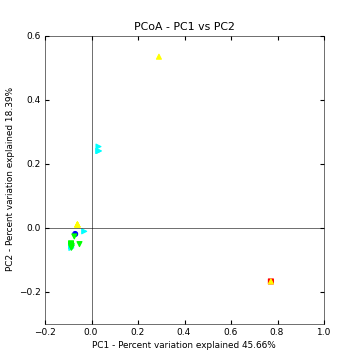 PCoA - PC1 vs PC2
0.6
0.4
0.2
0.0
−0.2
−0.2 0.0 0.2 0.4 0.6 0.8 1.0
PC2 - Percent variation explained 18.39%
PC1 - Percent variation explained 45.66%